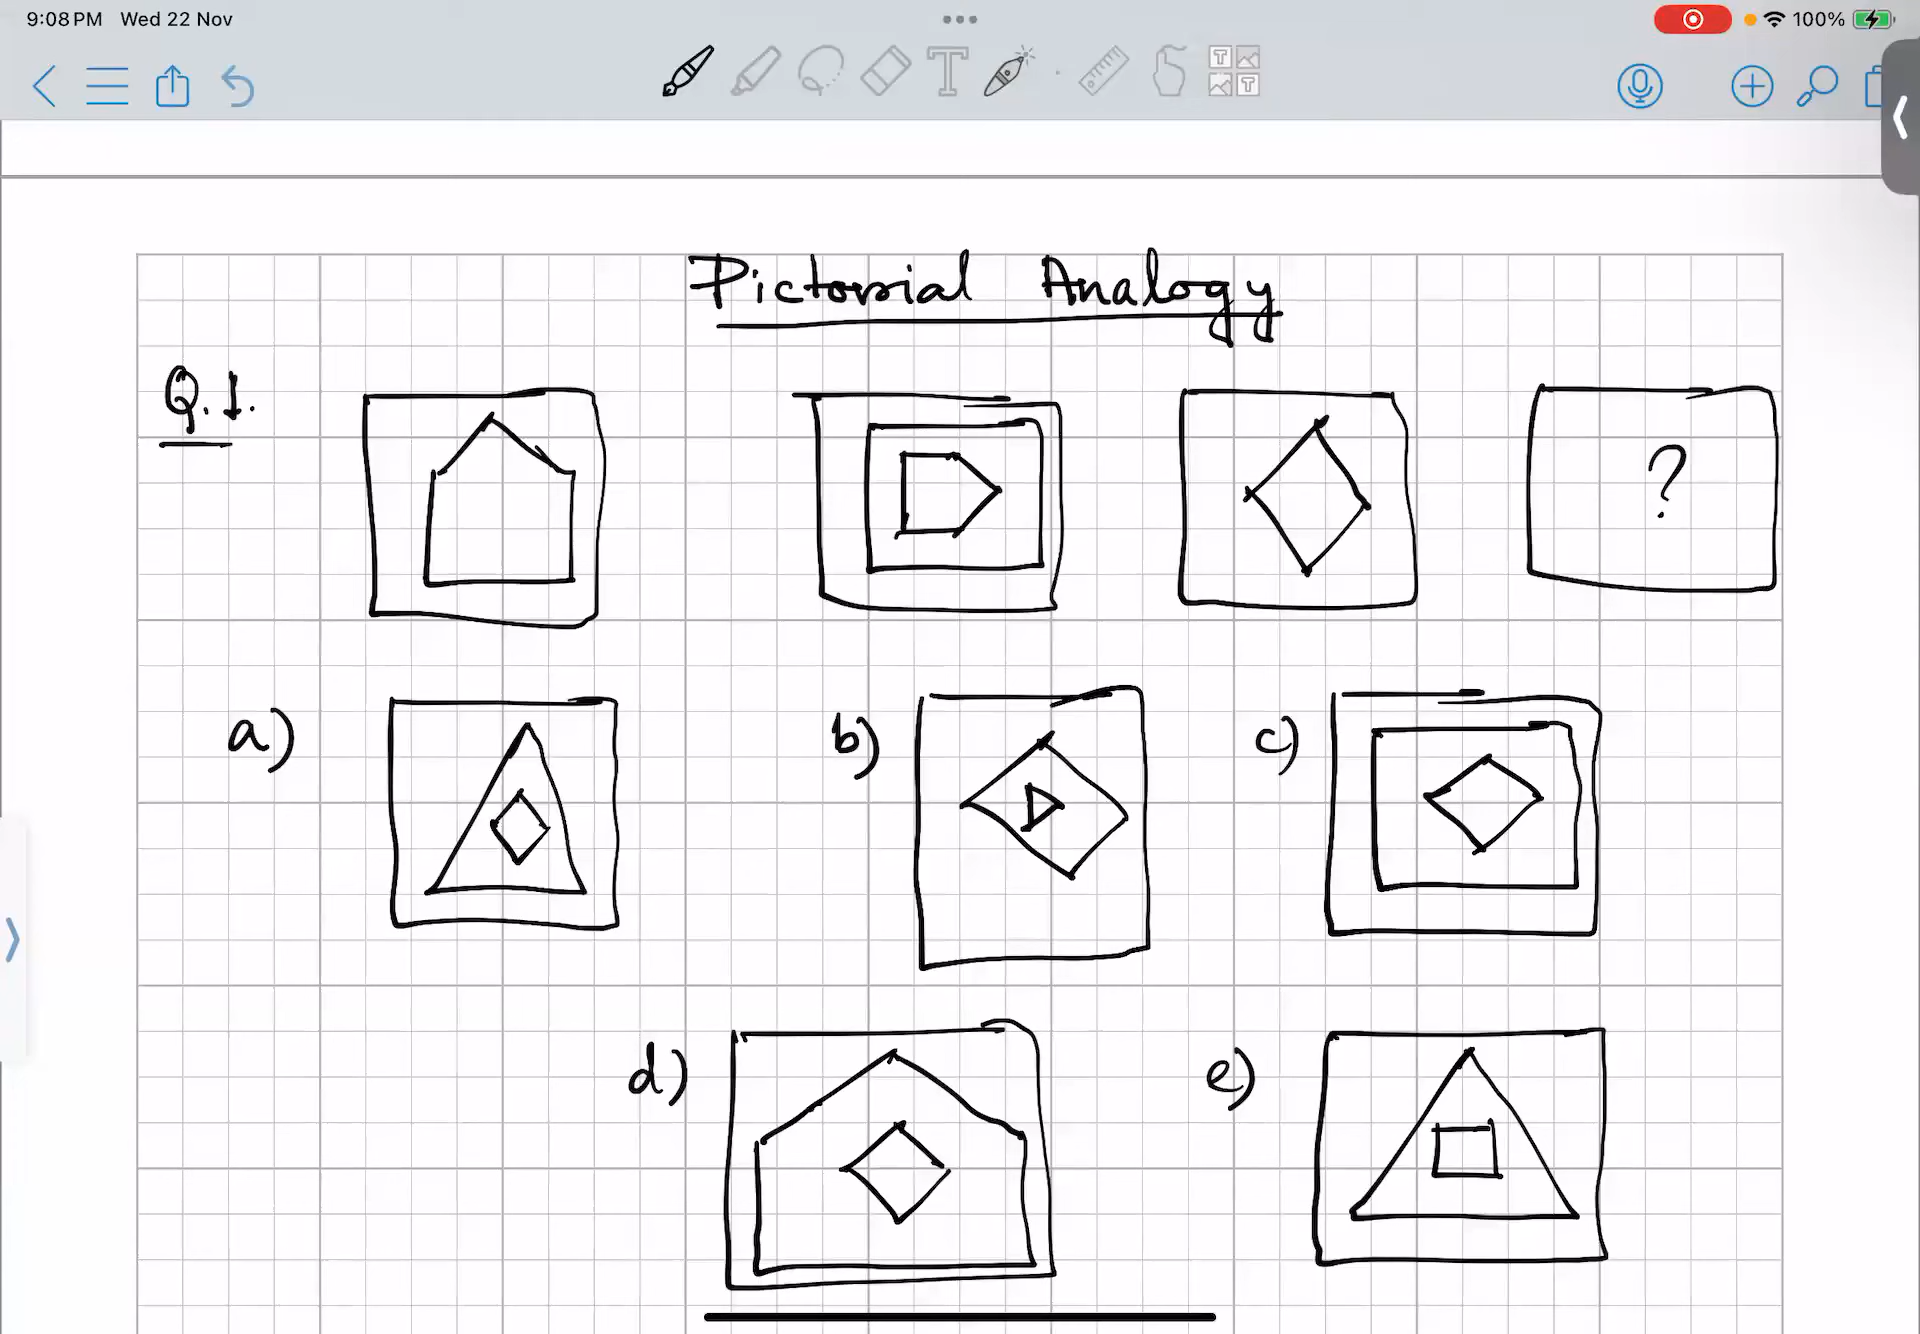 9:08 PM Wed 22 Nov
100%
Pictorial Analogy
Q.1.
?
a)
b)
c)
d)
e)